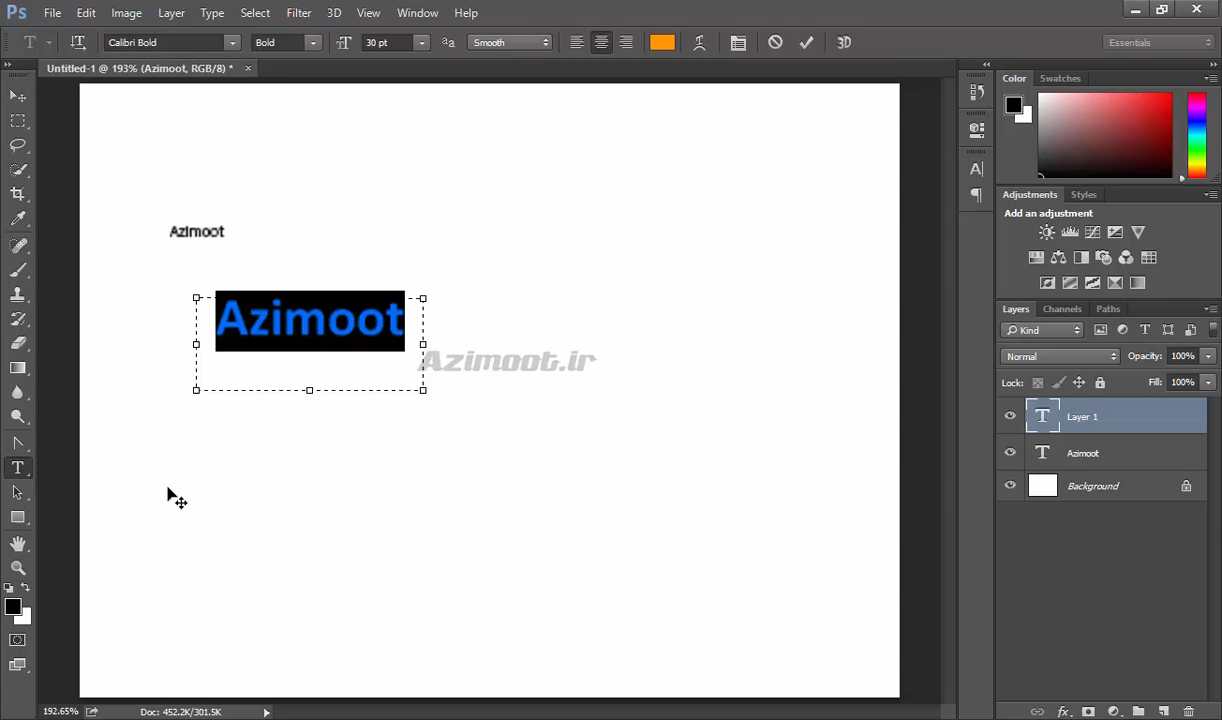 Ps File Edit Image Layer Type Select Filter 3D View Window Help
T Calibri Bold Bold 30 pt aa Smooth 3D Essentials
Untitled-1 @ 193% (Azimoot, RGB/8) * ×
Color Swatches
Adjustments Styles
Add an adjustment
Azimoot
Azimoot
Azimoot.ir
Layers Channels Paths
Kind
Normal Opacity: 100%
Lock: Fill: 100%
T Layer 1
T Azimoot
Background
192.65% Doc: 452.2K/301.5K